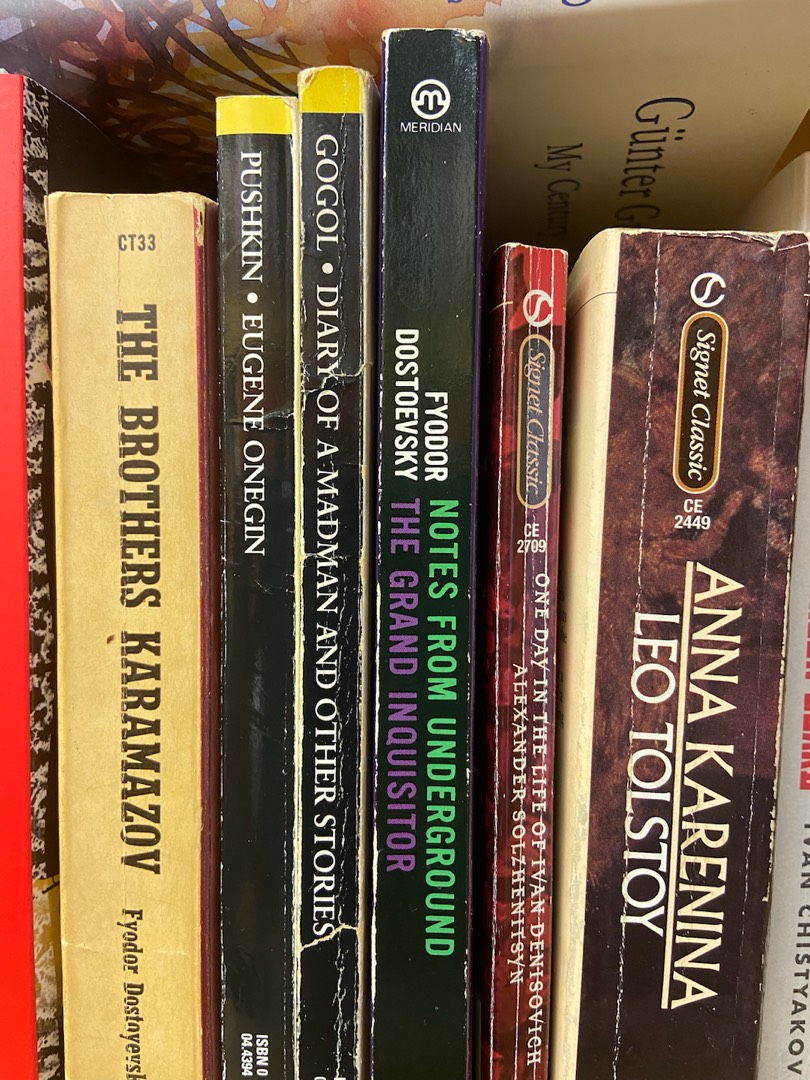 CT33
THE BROTHERS KARAMAZOV
Fyodor
PUSHKIN • EUGENE ONEGIN
ISBN 0
04.4394
GOGOL • DIARY OF A MADMAN AND OTHER STORIES
MERIDIAN
FYODOR
DOSTOEVSKY
NOTES FROM UNDERGROUND
THE GRAND INQUISITOR
Signet Classic
CE
2709
ONE DAY IN THE LIFE OF IVAN DENISOVICH
ALEXANDER SOLZHENITSYN
Günter
My Century
Signet Classic
CE
2449
ANNA KARENINA
LEO TOLSTOY
IVAN CHISTYAKOV